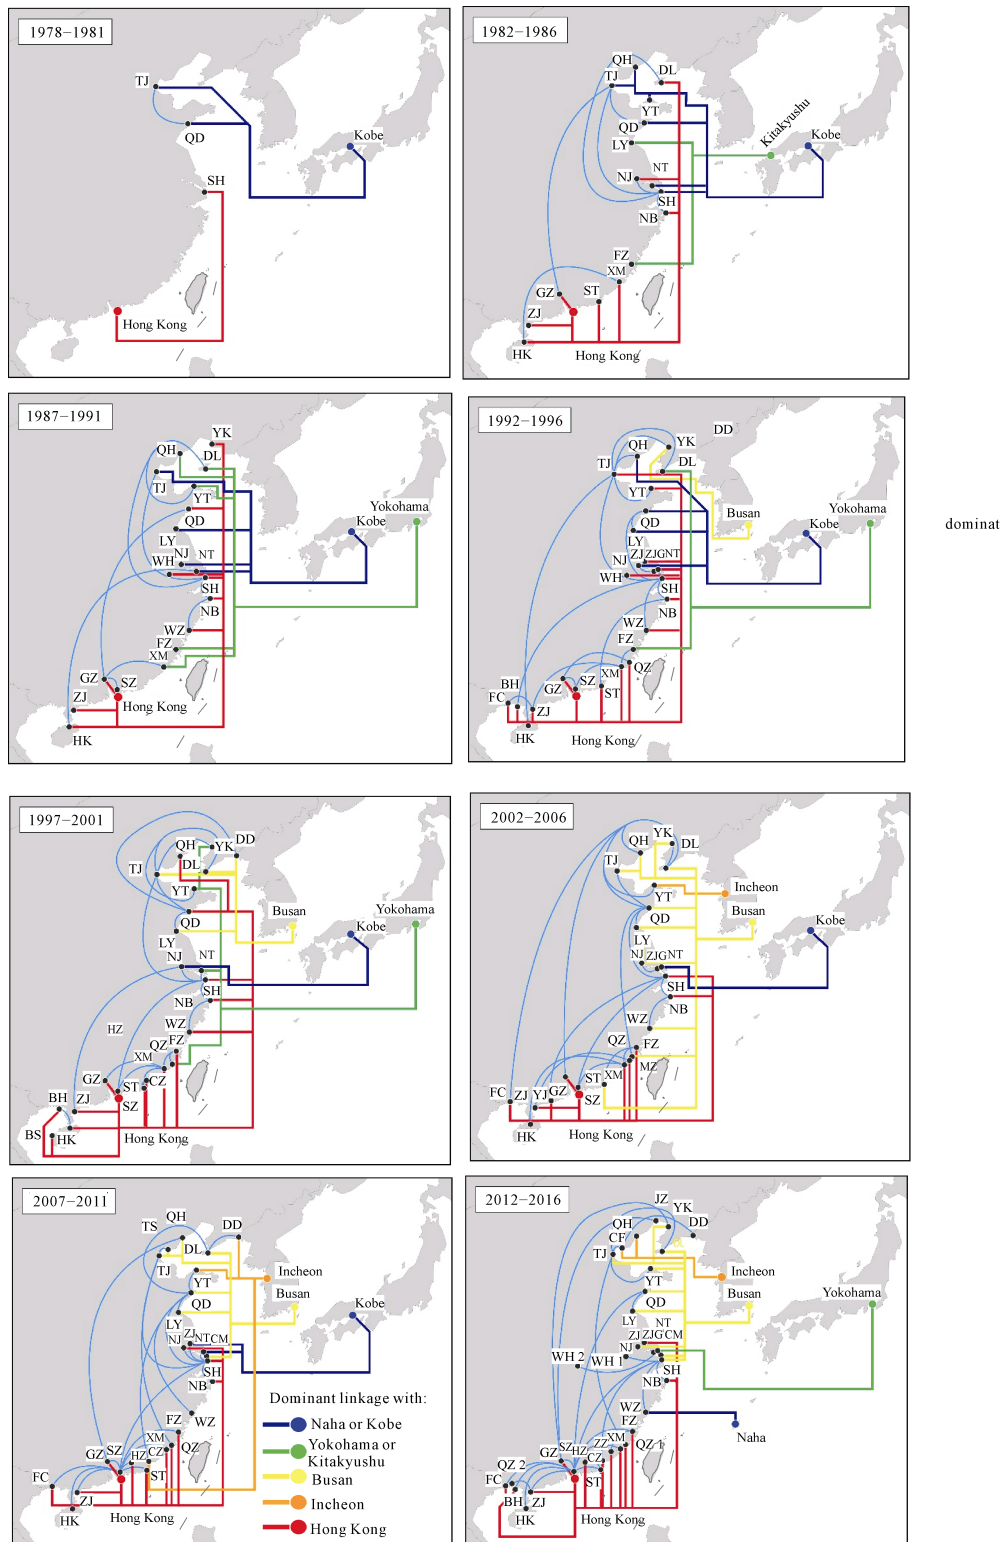 1978−1981
TJ
QD
Kobe
SH
Hong Kong
1982−1986
QH
DL
TJ
YT
QD
Kitakyushu
Kobe
LY
NT
NJ
SH
NB
FZ
XM
GZ
ST
ZJ
HK
Hong Kong
1987−1991
YK
QH
DL
TJ
YT
Yokohama
QD
Kobe
LY
NJ
NT
WH
SH
NB
WZ
FZ
XM
GZ
SZ
ZJ
Hong Kong
HK
1992−1996
DD
YK
QH
TJ
DL
YT
Busan
Yokohama
QD
Kobe
LY
ZJ
ZJG
NT
NJ
WH
SH
NB
WZ
FZ
QZ
XM
GZ
SZ
BH
ST
FC
ZJ
HK
Hong Kong
dominat
1997−2001
DD
QH
YK
DL
TJ
YT
Busan
Yokohama
QD
Kobe
LY
NJ
NT
SH
NB
HZ
WZ
FZ
QZ
XM
GZ
ST
CZ
BH
ZJ
SZ
BS
HK
Hong Kong
2002−2006
YK
QH
DL
TJ
YT
Incheon
Busan
QD
Kobe
LY
NJ
ZJG
NT
SH
NB
WZ
QZ
FZ
MZ
XM
ST
FC
ZJ
YJ
GZ
SZ
HK
Hong Kong
2007−2011
QH
TS
DD
DL
TJ
YT
Incheon
Busan
QD
Kobe
LY
ZJ
NJ
NT
CM
SH
NB
WZ
FZ
XM
QZ
SZ
GZ
HZ
CZ
FC
ST
ZJ
HK
Hong Kong
Dominant linkage with:
Naha or Kobe
Yokohama or
Kitakyushu
Busan
Incheon
Hong Kong
2012−2016
JZ
YK
QH
DD
CF
TJ
Incheon
YT
Busan
Yokohama
QD
LY
NT
ZJ
ZJG
CM
NJ
WH 2
WH 1
SH
NB
WZ
Naha
FZ
XM
QZ 1
ZZ
SZ
HZ
GZ
CZ
QZ 2
FC
ST
BH
ZJ
HK
Hong Kong